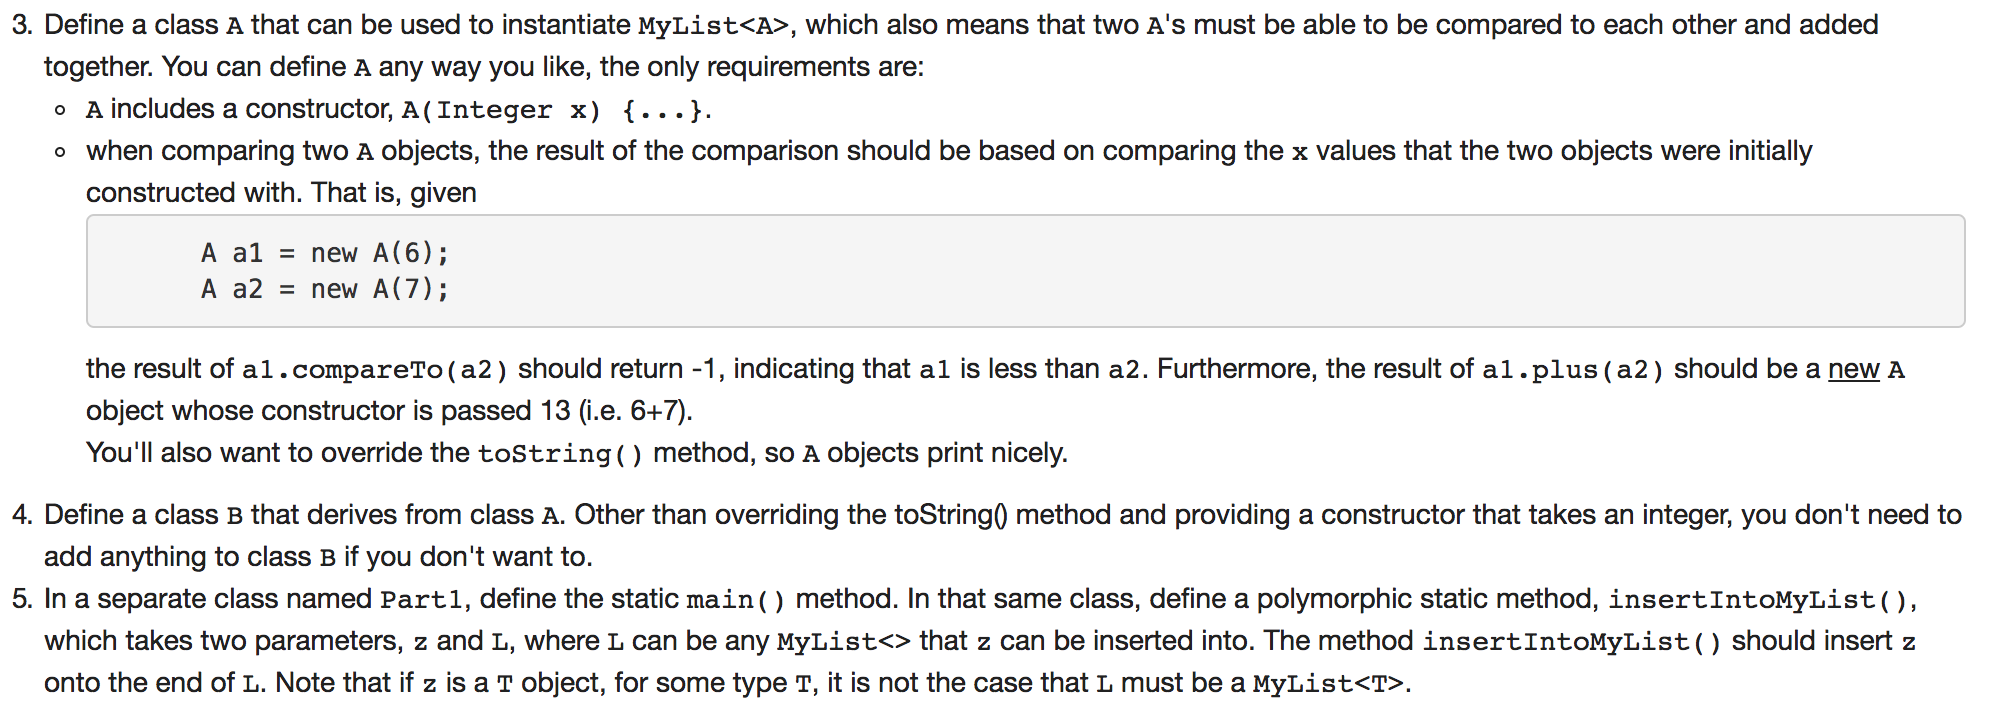 3. Define a class A that can be used to instantiate MyList<A>, which also means that two A's must be able to be compared to each other and added
together. You can define A any way you like, the only requirements are:
◦ A includes a constructor, A(Integer x) {...}.
◦ when comparing two A objects, the result of the comparison should be based on comparing the x values that the two objects were initially
constructed with. That is, given
A a1 = new A(6);
A a2 = new A(7);
the result of a1.compareTo(a2) should return -1, indicating that a1 is less than a2. Furthermore, the result of a1.plus(a2) should be a new A
object whose constructor is passed 13 (i.e. 6+7).
You'll also want to override the toString() method, so A objects print nicely.
4. Define a class B that derives from class A. Other than overriding the toString() method and providing a constructor that takes an integer, you don't need to
add anything to class B if you don't want to.
5. In a separate class named Part1, define the static main() method. In that same class, define a polymorphic static method, insertIntoMyList(),
which takes two parameters, z and L, where L can be any MyList<> that z can be inserted into. The method insertIntoMyList() should insert z
onto the end of L. Note that if z is a T object, for some type T, it is not the case that L must be a MyList<T>.